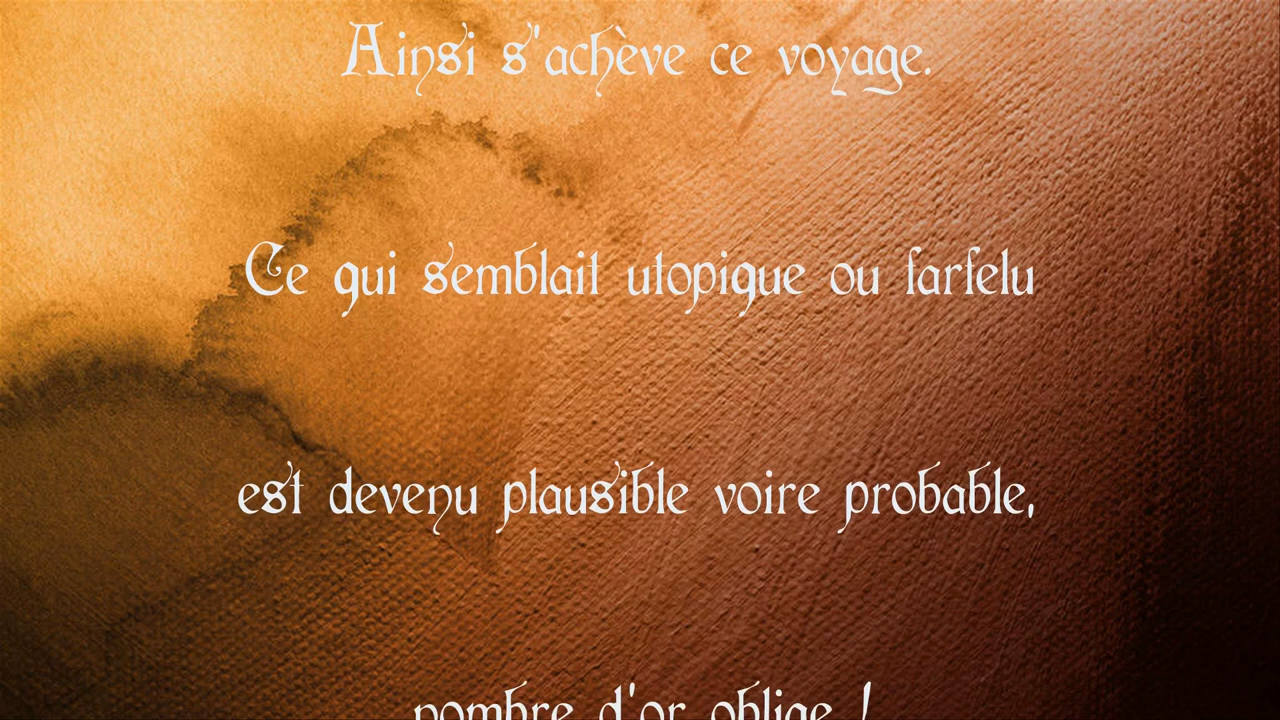 Ainsi s'achève ce voyage.
Ce qui semblait utopique ou farfelu
est devenu plausible voire probable,
nombre d'or oblige !